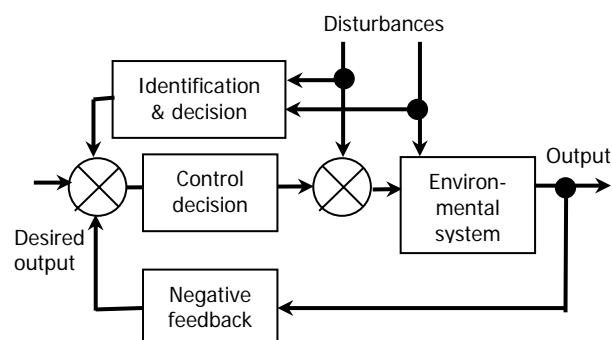 Disturbances
Identification
& decision
Output
Control
decision
Environ-
mental
system
Desired
output
Negative
feedback